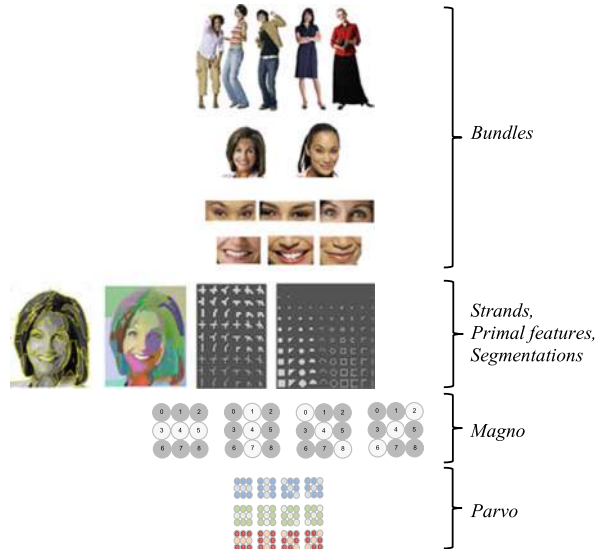 Bundles
Strands,
Primal features,
Segmentations
0 1 2 0 1 2 0 1 2 0 1 2
3 4 5 3 4 5 3 4 5 3 4 5
6 7 8 6 7 8 6 7 8 6 7 8
Magno
Parvo